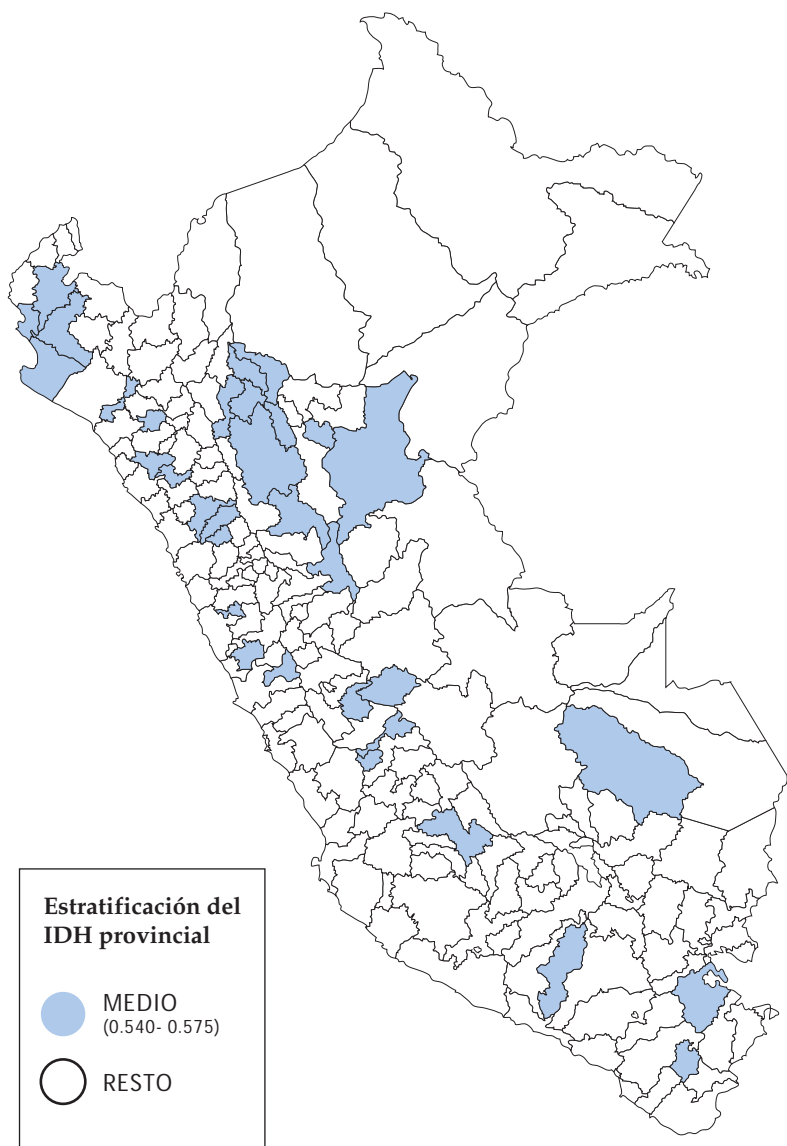 Estratificación del
IDH provincial
MEDIO
(0.540- 0.575)
RESTO